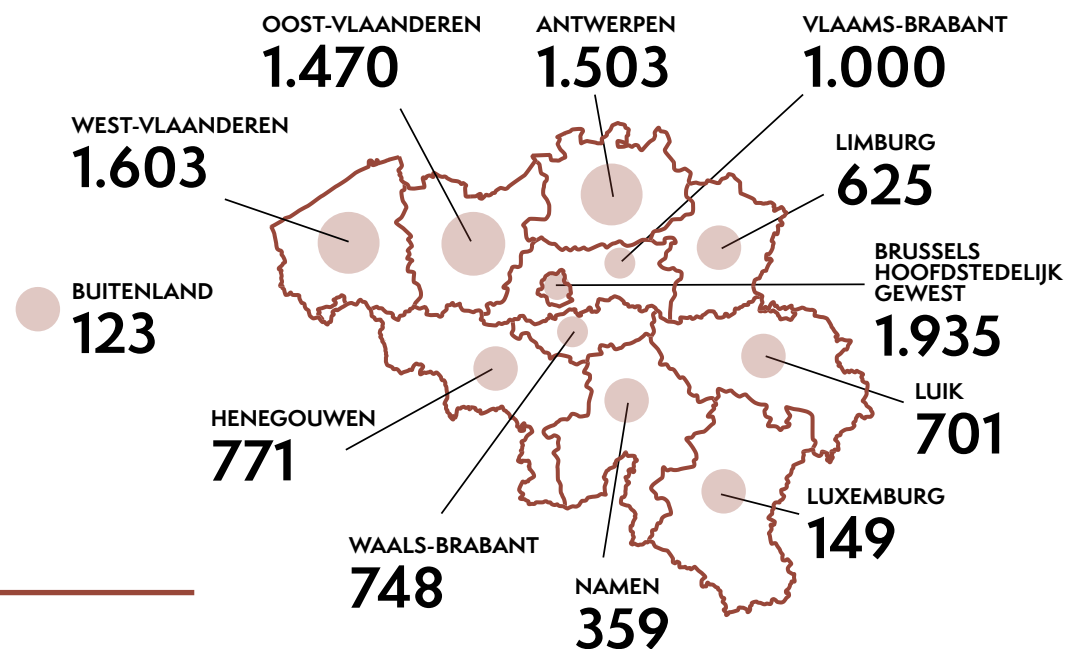 OOST-VLAANDEREN
1.470
ANTWERPEN
1.503
VLAAMS-BRABANT
1.000
WEST-VLAANDEREN
1.603
LIMBURG
625
BRUSSELS
HOOFDSTEDELIJK
GEWEST
1.935
BUITENLAND
123
LUIK
701
HENEGOUWEN
771
LUXEMBURG
149
WAALS-BRABANT
748
NAMEN
359